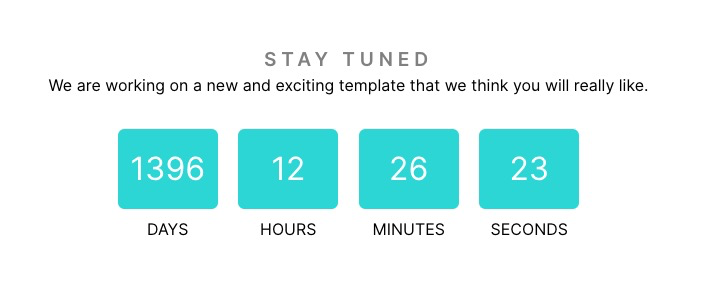 STAY TUNED
We are working on a new and exciting template that we think you will really like.
1396 12 26 23
DAYS HOURS MINUTES SECONDS